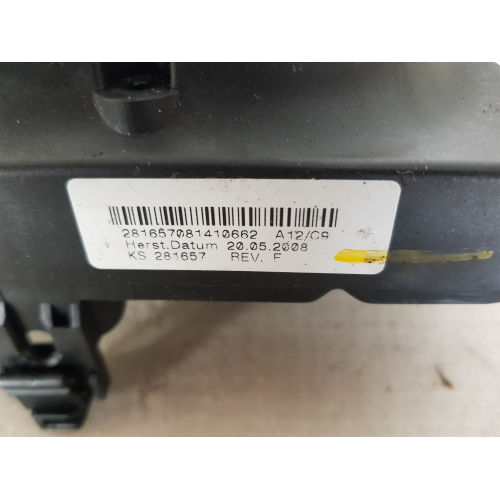 281657081410662 A12/C9
Herst.Datum 20.05.2008
KS 281657 REV. F